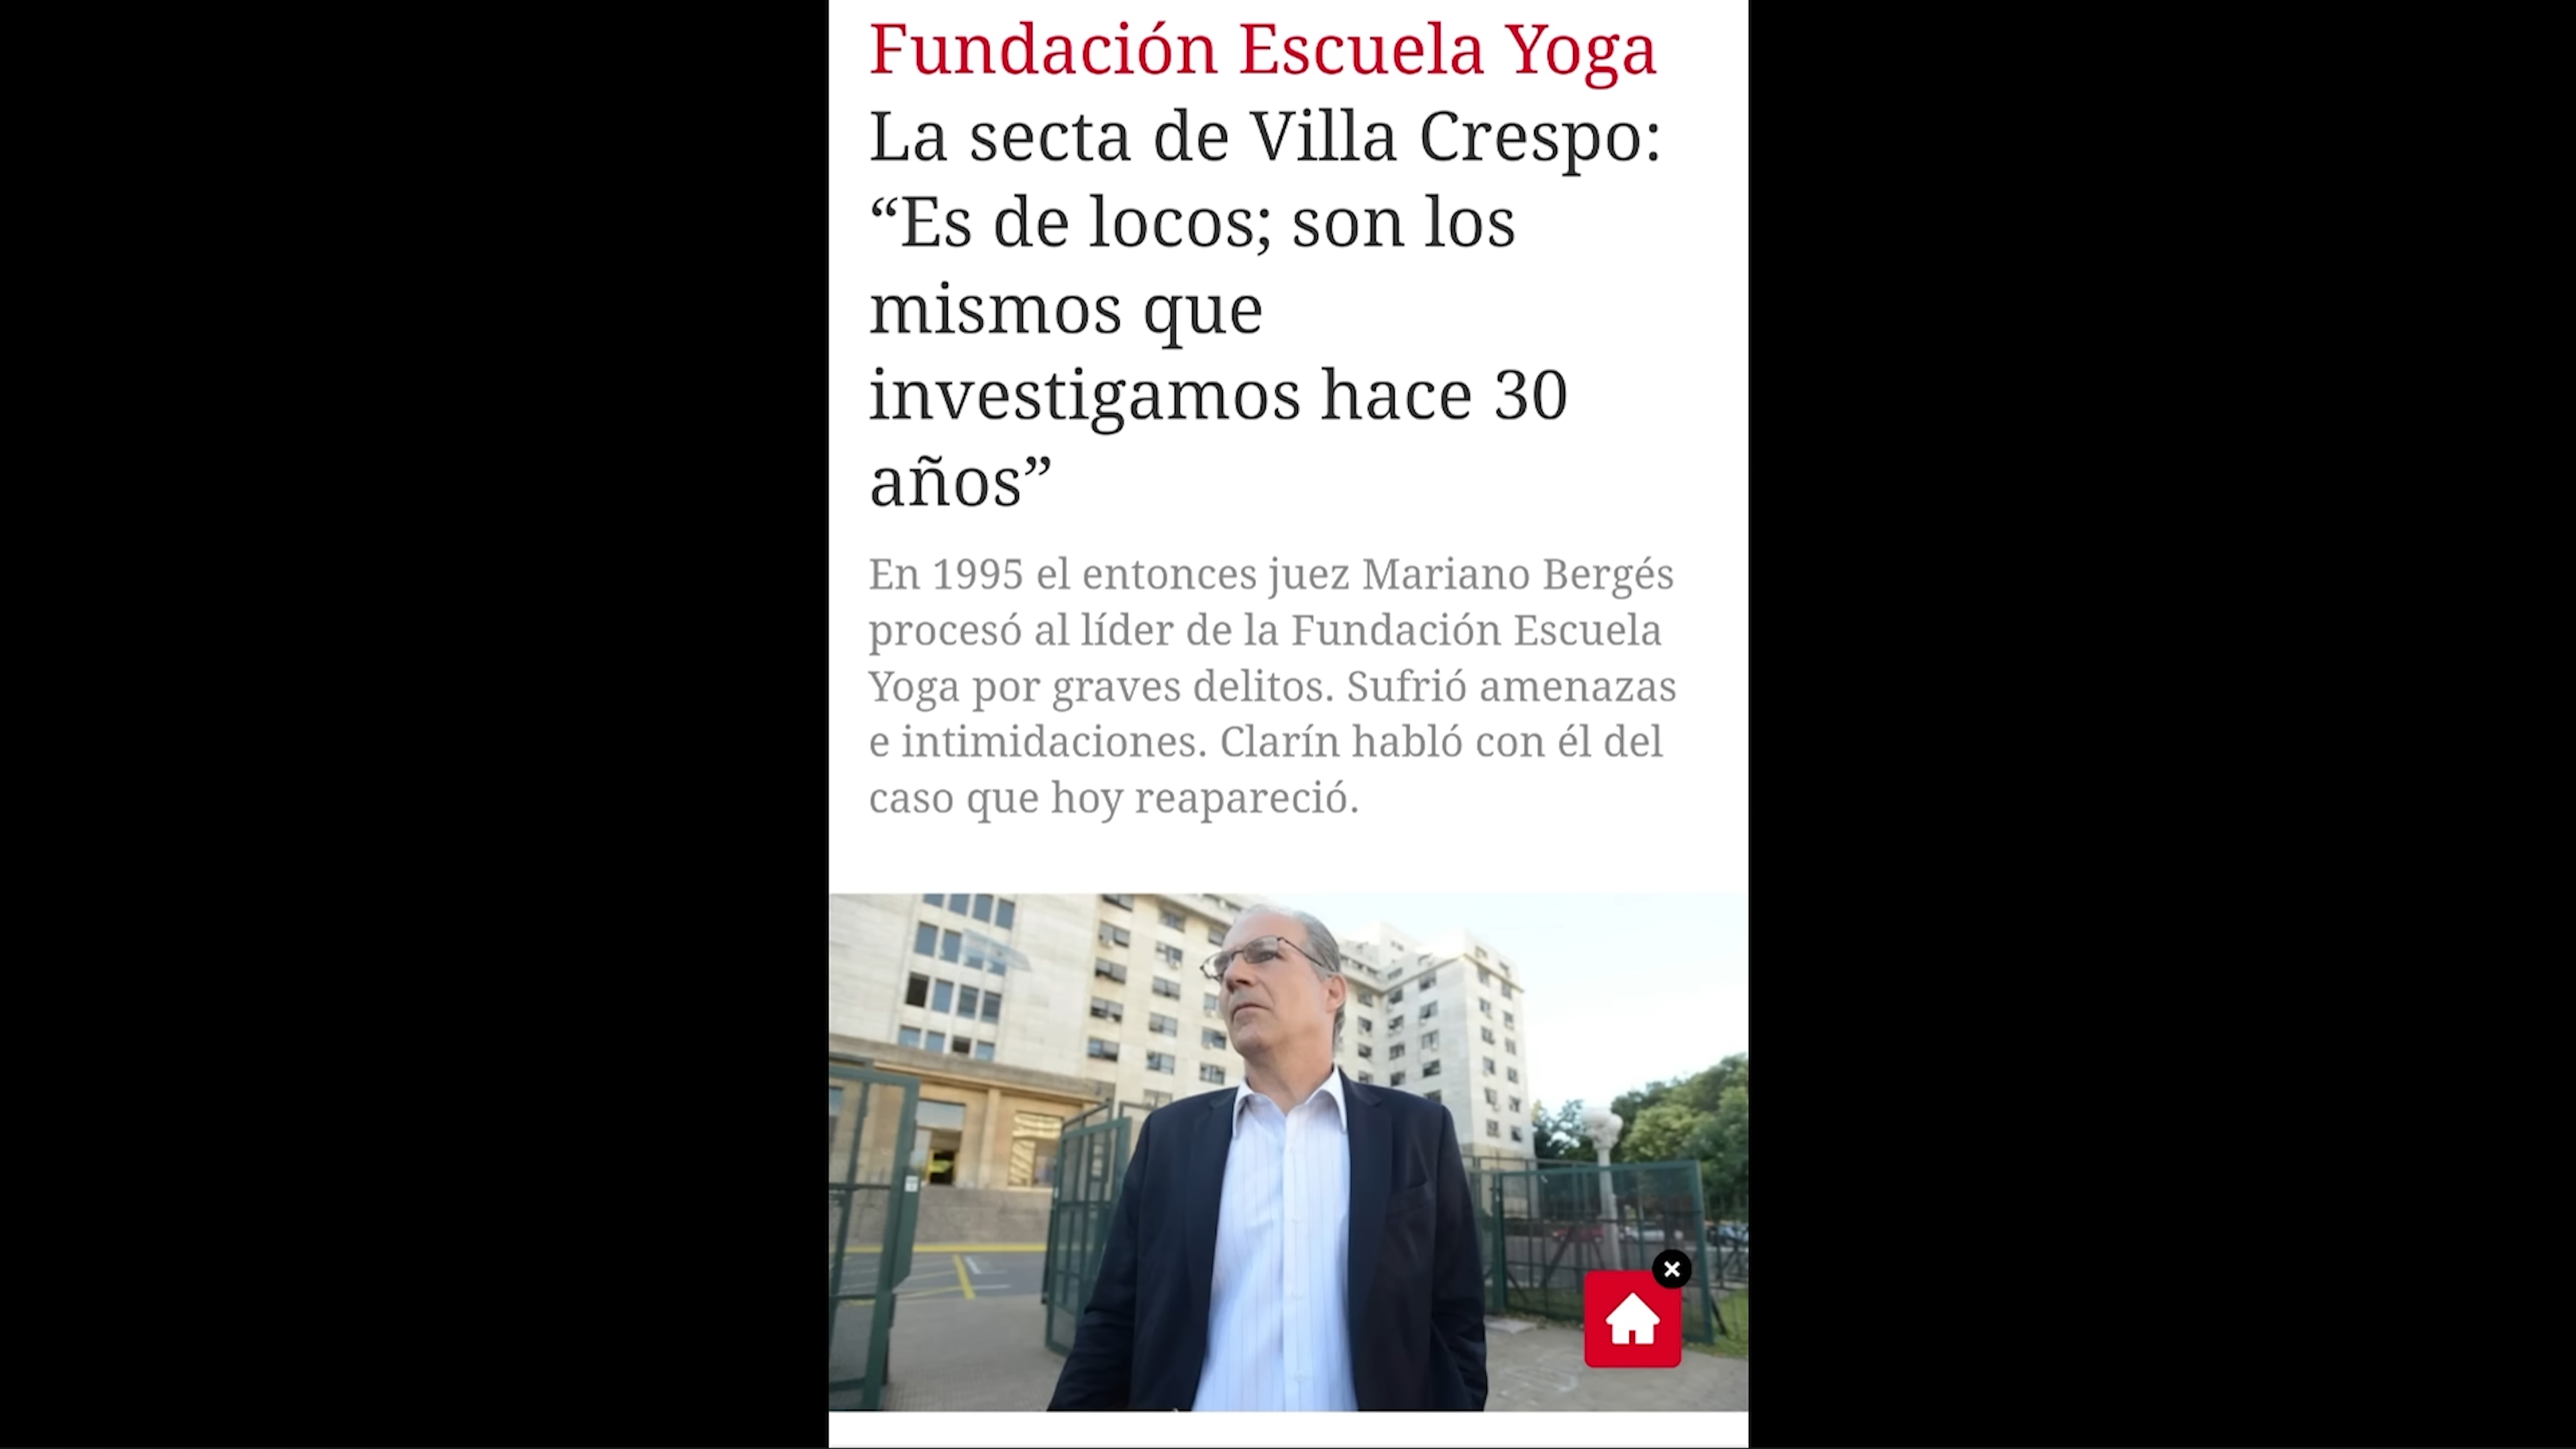 Fundación Escuela Yoga
La secta de Villa Crespo:
“Es de locos; son los
mismos que
investigamos hace 30
años”
En 1995 el entonces juez Mariano Bergés
procesó al líder de la Fundación Escuela
Yoga por graves delitos. Sufrió amenazas
e intimidaciones. Clarín habló con él del
caso que hoy reapareció.